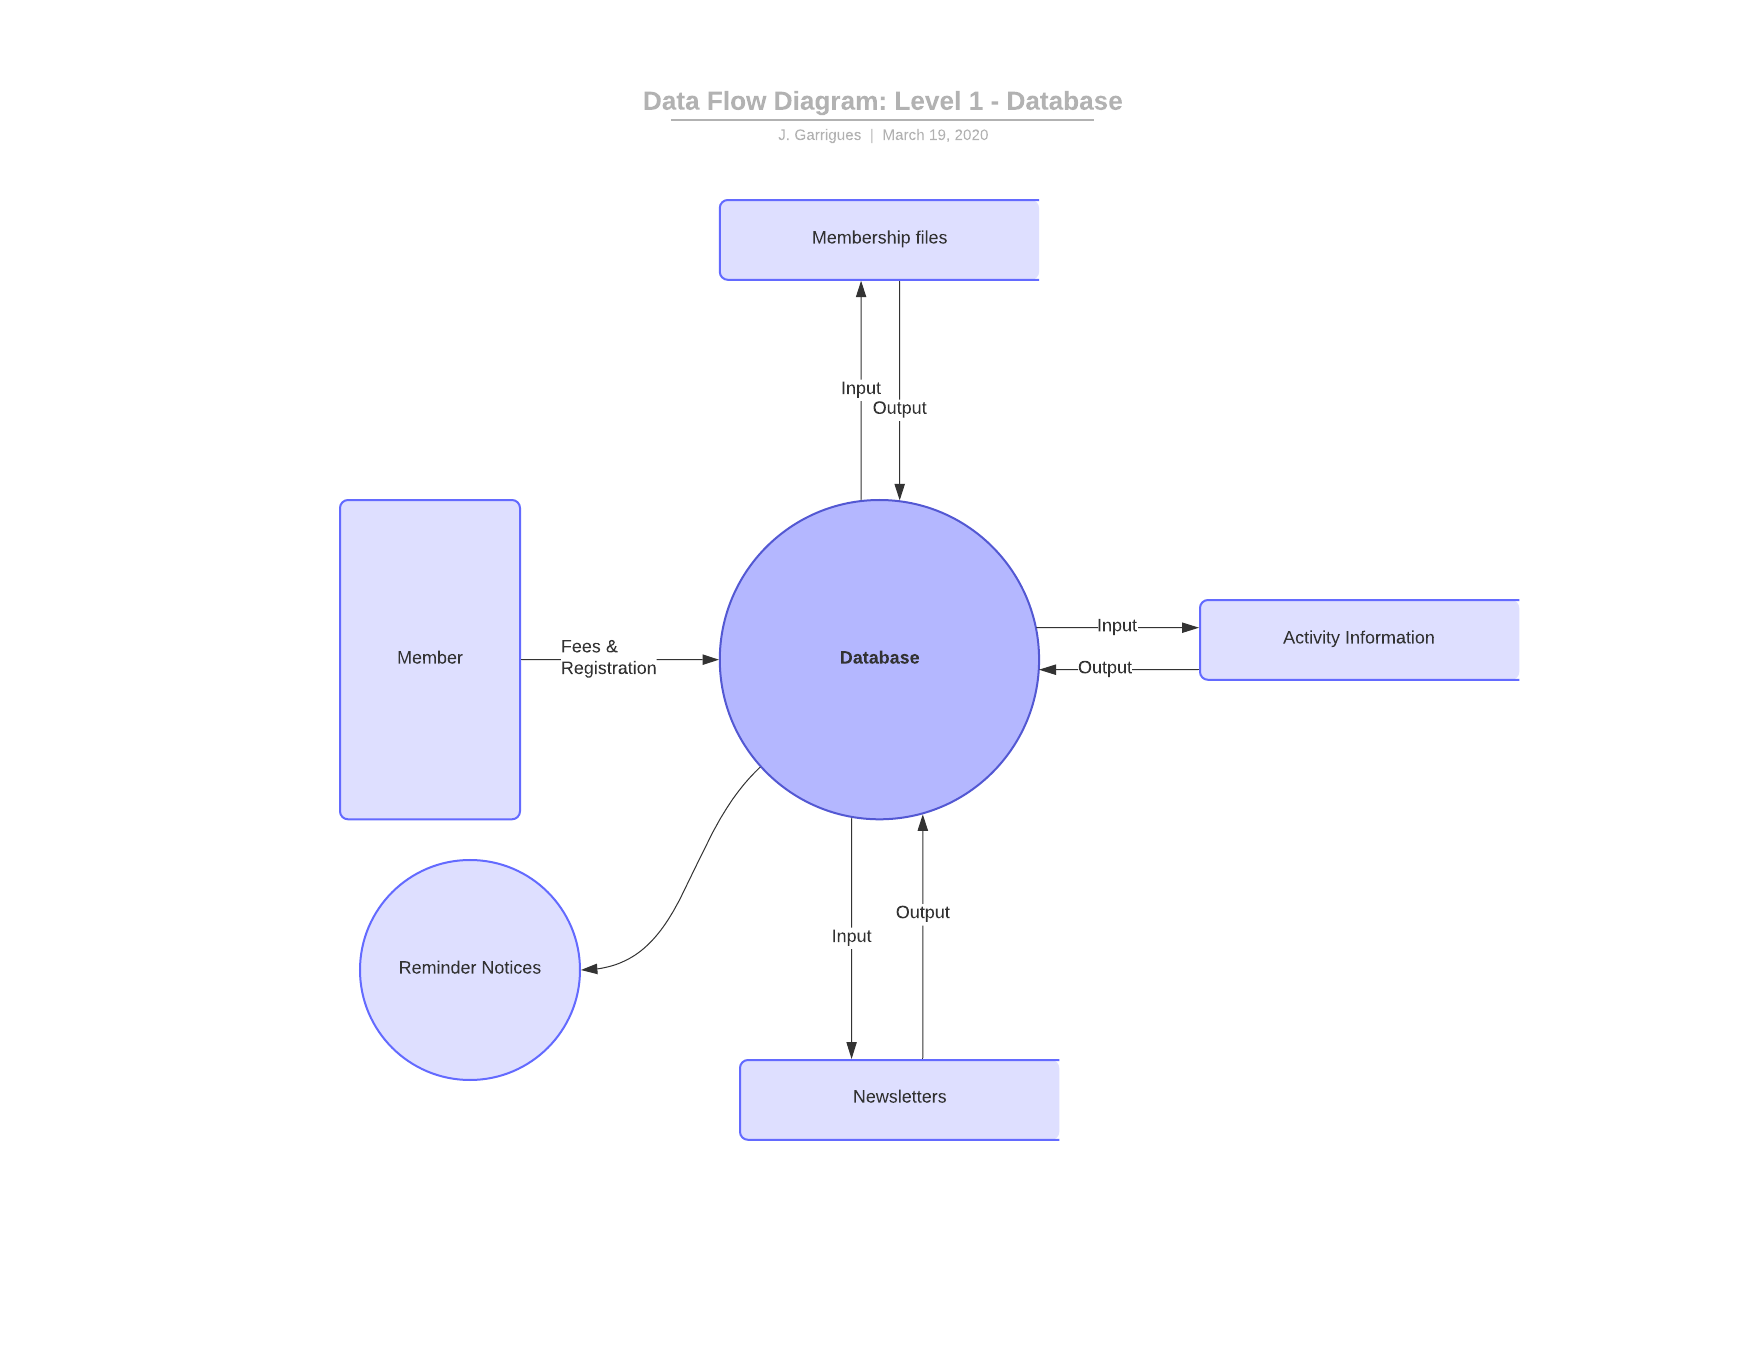 Data Flow Diagram: Level 1 - Database
J. Garrigues | March 19, 2020
Membership files
Input
Output
Member
Fees &
Registration
Database
Input
Output
Activity Information
Reminder Notices
Input
Output
Newsletters